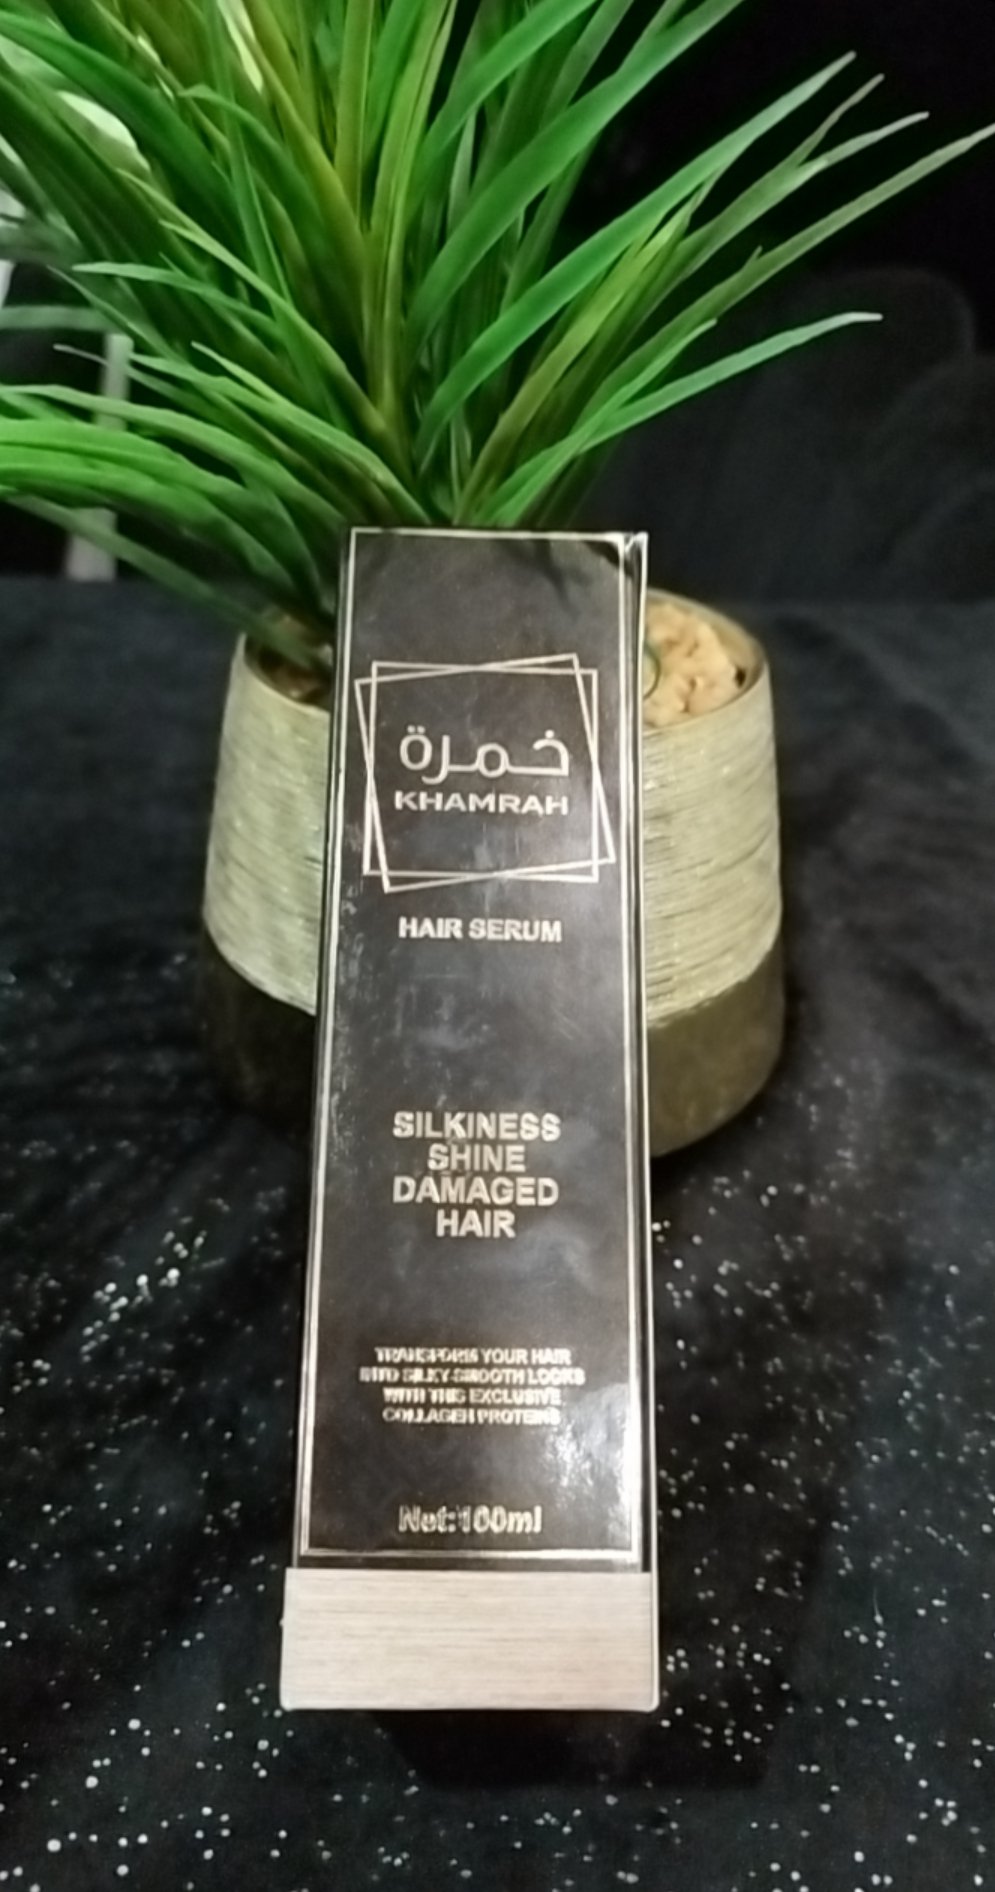 خمرة
KHAMRAH
HAIR SERUM
SILKINESS
SHINE
DAMAGED
HAIR
TRANSFORM YOUR HAIR
INTO SILKY SMOOTH LOOKS
WITH THIS EXCLUSIVE
COLLAGEN PROTEINS
Net:100ml